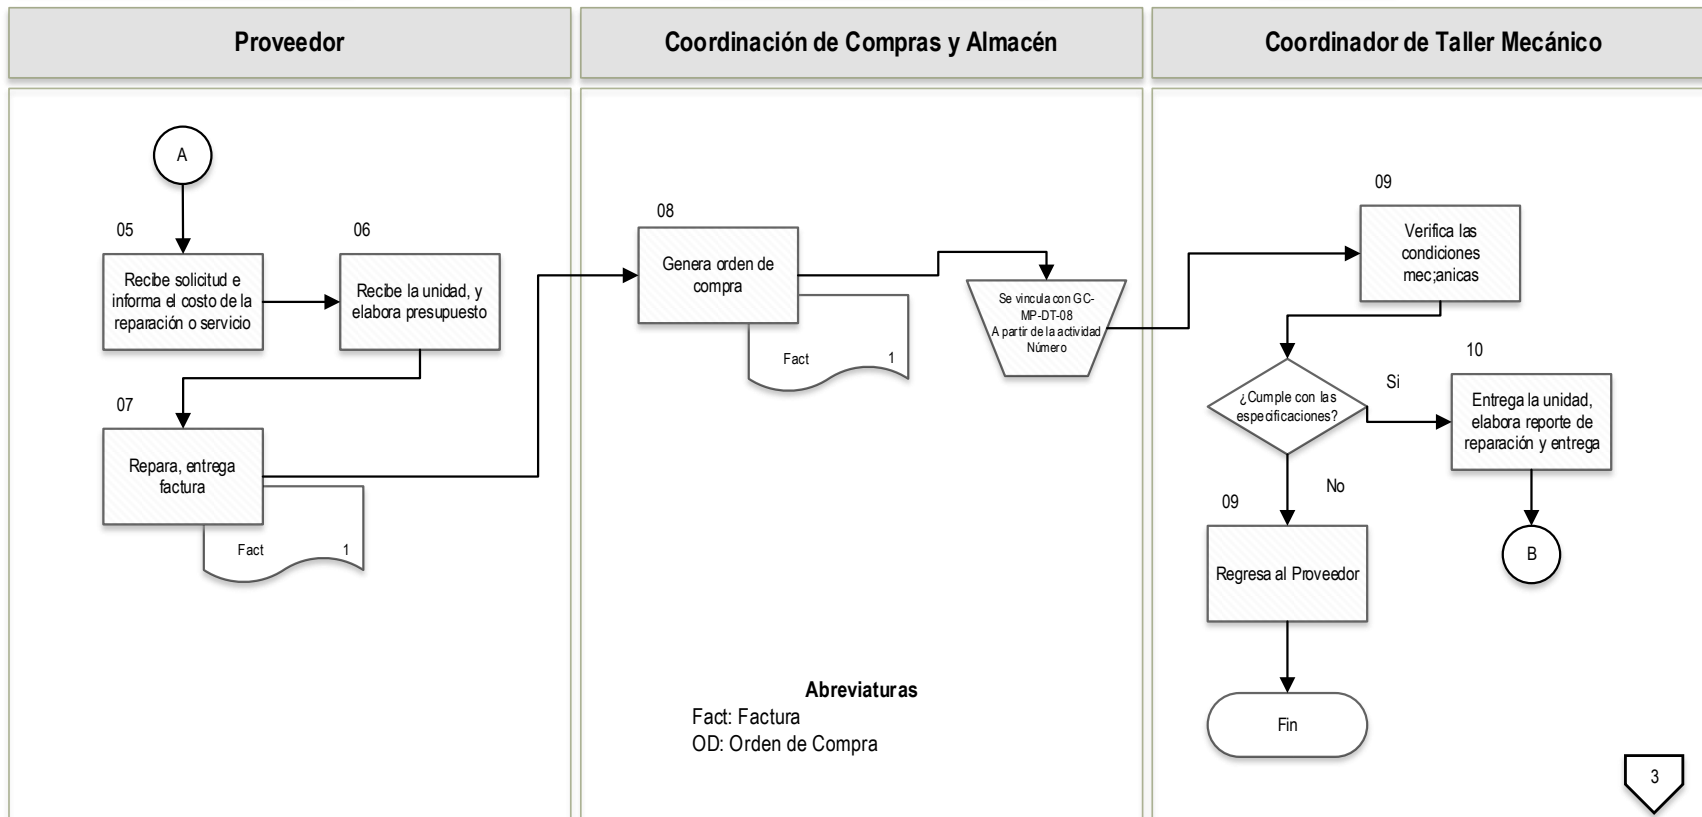 Proveedor
Coordinación de Compras y Almacén
Coordinador de Taller Mecánico
A
05
Recibe solicitud e
informa el costo de la
reparación o servicio
06
Recibe la unidad, y
elabora presupuesto
07
Repara, entrega
factura
Fact 1
08
Genera orden de
compra
Fact 1
Se vincula con GC-
MP-DT-08
A partir de la actividad
Número
Abreviaturas
Fact: Factura
OD: Orden de Compra
09
Verifica las
condiciones
mec;anicas
¿Cumple con las
especificaciones?
Si
10
Entrega la unidad,
elabora reporte de
reparación y entrega
B
No
09
Regresa al Proveedor
Fin
3